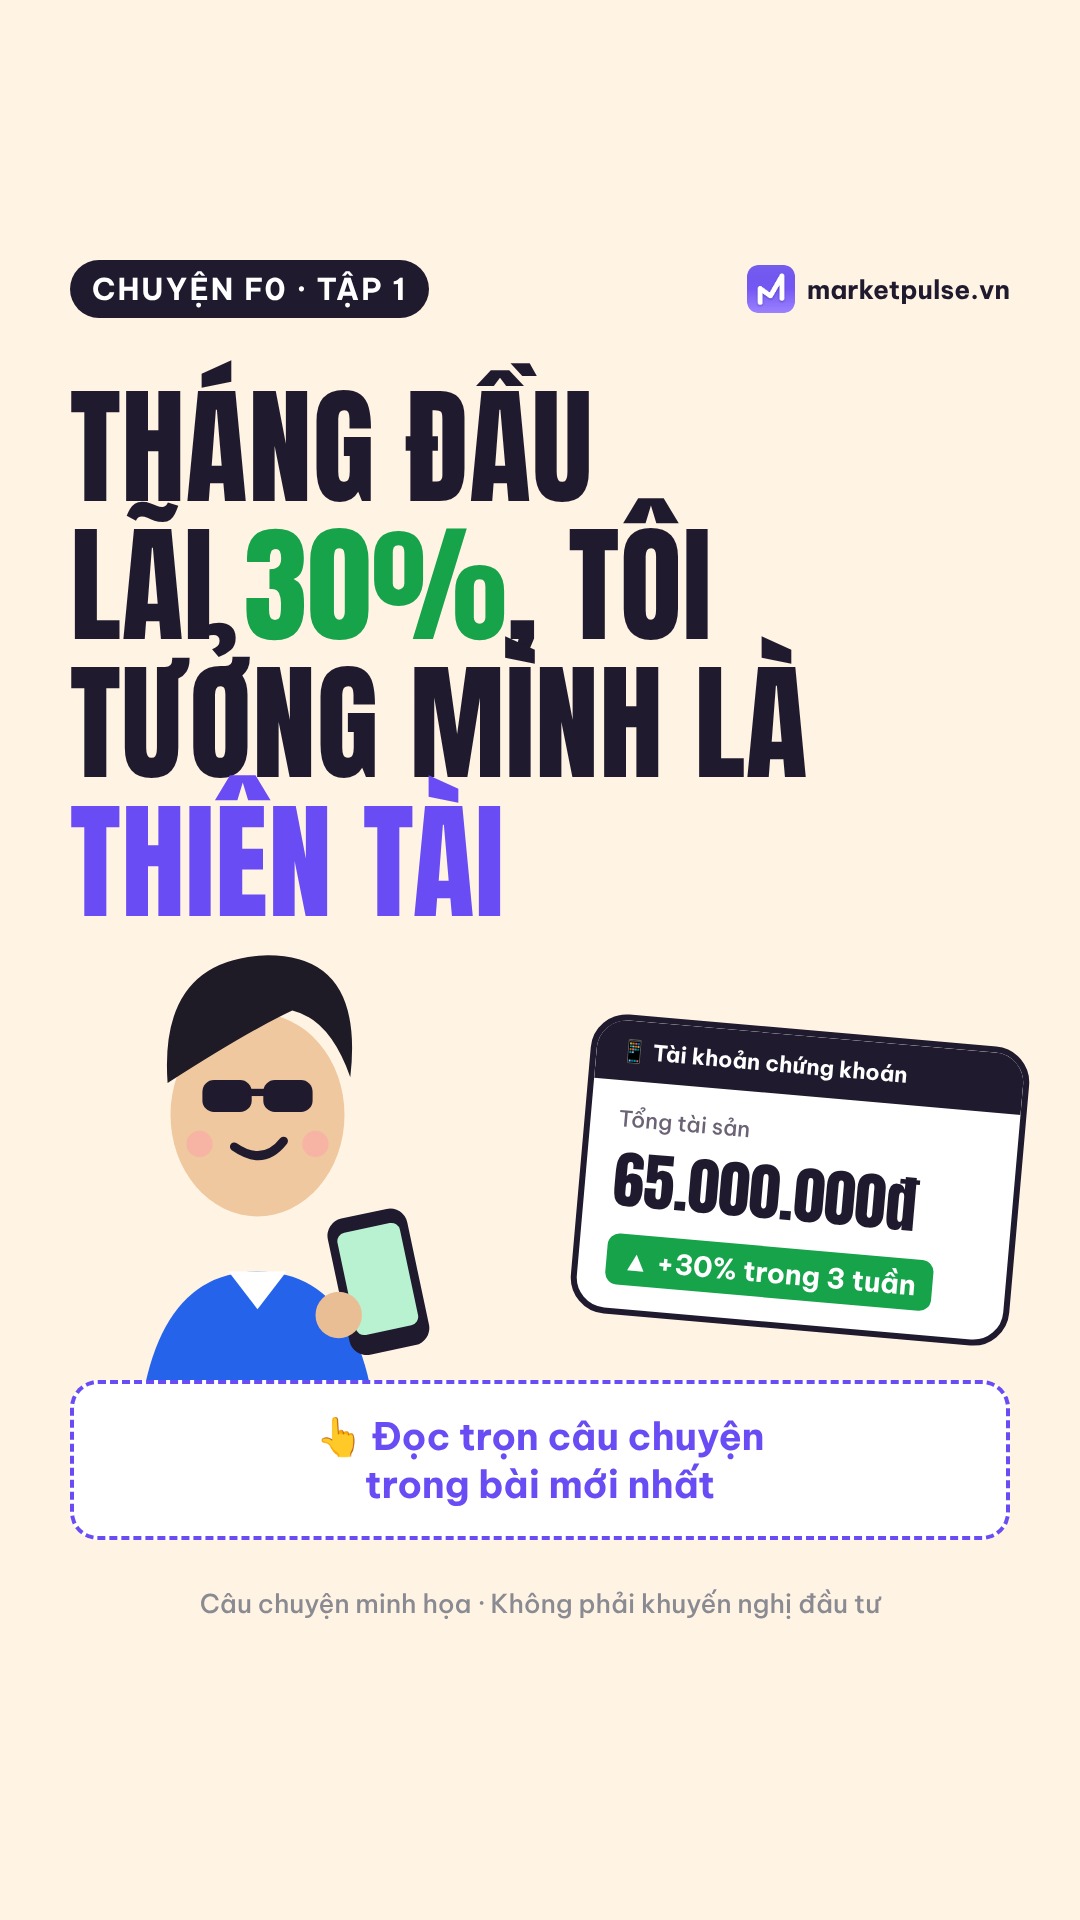 CHUYỆN F0 · TẬP 1
marketpulse.vn
THÁNG ĐẦU
LÃI 30%, TÔI
TƯỞNG MÌNH LÀ
THIÊN TÀI
📱 Tài khoản chứng khoán
Tổng tài sản
65.000.000đ
▲ +30% trong 3 tuần
👆 Đọc trọn câu chuyện
trong bài mới nhất
Câu chuyện minh họa · Không phải khuyến nghị đầu tư